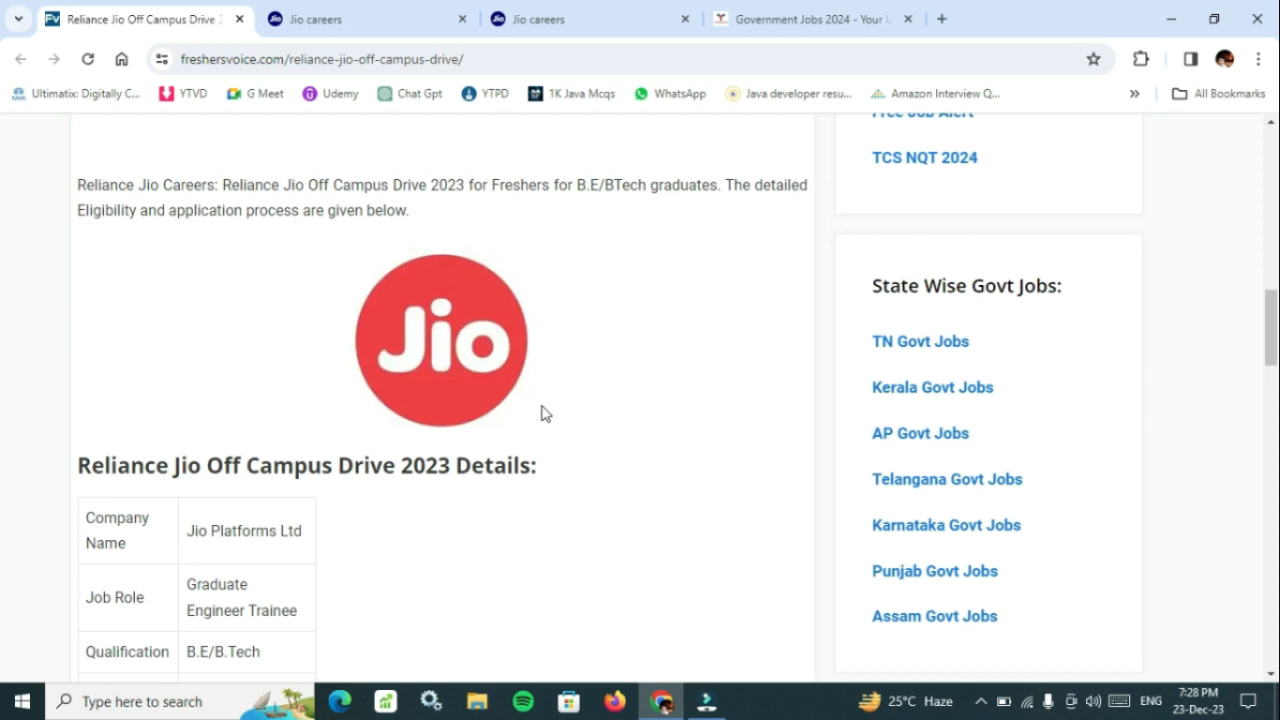 Reliance Jio Off Campus Drive 2
Jio careers
Jio careers
Government Jobs 2024 - Your
freshersvoice.com/reliance-jio-off-campus-drive/
Ultimatix: Digitally C...
YTVD
G Meet
Udemy
Chat Gpt
YTPD
1K Java Mcqs
WhatsApp
Java developer resu...
Amazon Interview Q...
»
All Bookmarks
Free Job Alert
TCS NQT 2024
Reliance Jio Careers: Reliance Jio Off Campus Drive 2023 for Freshers for B.E/BTech graduates. The detailed
Eligibility and application process are given below.
Jio
Reliance Jio Off Campus Drive 2023 Details:
Company Name
Jio Platforms Ltd
Job Role
Graduate Engineer Trainee
Qualification
B.E/B.Tech
State Wise Govt Jobs:
TN Govt Jobs
Kerala Govt Jobs
AP Govt Jobs
Telangana Govt Jobs
Karnataka Govt Jobs
Punjab Govt Jobs
Assam Govt Jobs
Type here to search
25°C Haze
ENG
7:28 PM
23-Dec-23